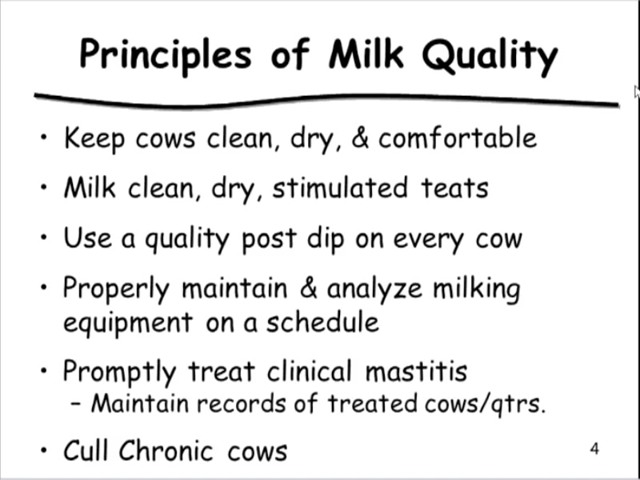 Principles of Milk Quality
• Keep cows clean, dry, & comfortable
• Milk clean, dry, stimulated teats
• Use a quality post dip on every cow
• Properly maintain & analyze milking
equipment on a schedule
• Promptly treat clinical mastitis
– Maintain records of treated cows/qtrs.
• Cull Chronic cows
4